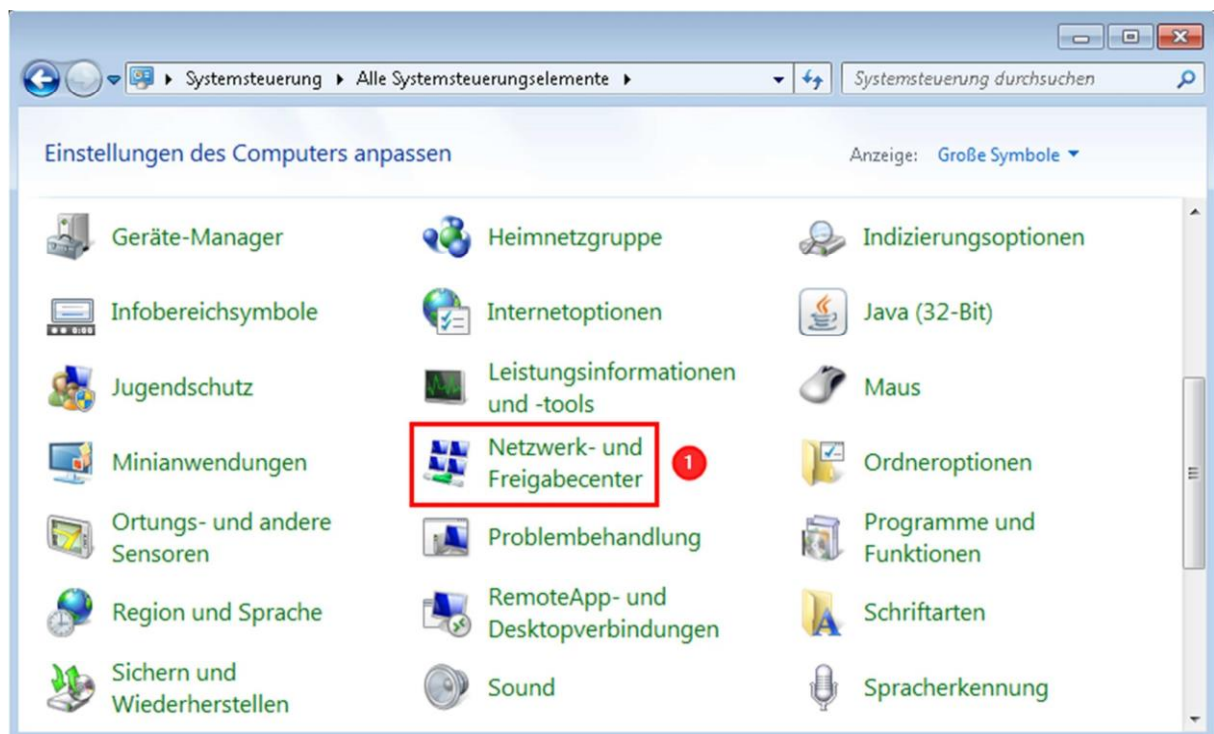 Systemsteuerung Alle Systemsteuerungselemente
Systemsteuerung durchsuchen
Einstellungen des Computers anpassen
Anzeige: Große Symbole
Geräte-Manager
Heimnetzgruppe
Indizierungsoptionen
Infobereichsymbole
Internetoptionen
Java (32-Bit)
Jugendschutz
Leistungsinformationen
und -tools
Maus
Minianwendungen
Netzwerk- und
Freigabecenter
1
Ordneroptionen
Ortungs- und andere
Sensoren
Problembehandlung
Programme und
Funktionen
Region und Sprache
RemoteApp- und
Desktopverbindungen
Schriftarten
Sichern und
Wiederherstellen
Sound
Spracherkennung